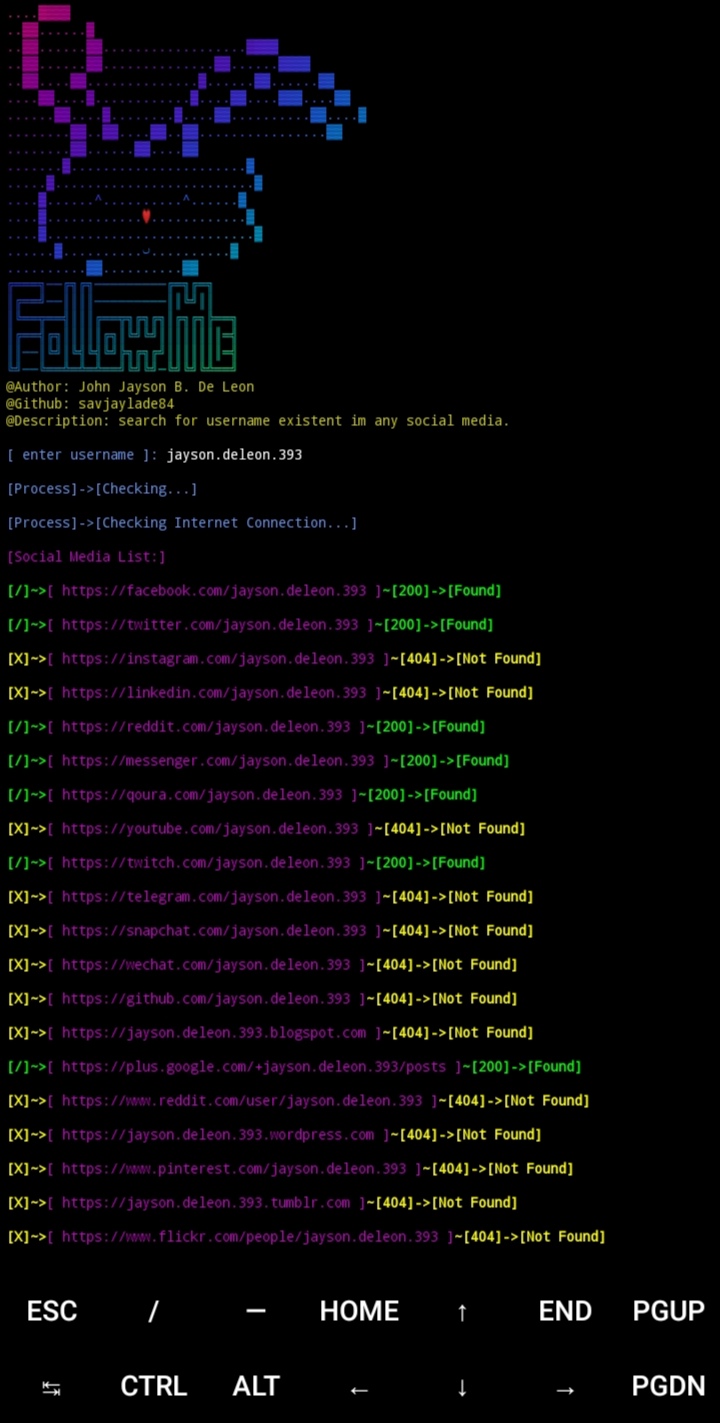 FollowMe
@Author: John Jayson B. De Leon
@Github: savjaylade84
@Description: search for username existent im any social media.
[ enter username ]: jayson.deleon.393
[Process]->[Checking...]
[Process]->[Checking Internet Connection...]
[Social Media List:]
[/]~>[ https://facebook.com/jayson.deleon.393 ]~[200]->[Found]
[/]~>[ https://twitter.com/jayson.deleon.393 ]~[200]->[Found]
[X]~>[ https://instagram.com/jayson.deleon.393 ]~[404]->[Not Found]
[X]~>[ https://linkedin.com/jayson.deleon.393 ]~[404]->[Not Found]
[/]~>[ https://reddit.com/jayson.deleon.393 ]~[200]->[Found]
[/]~>[ https://messenger.com/jayson.deleon.393 ]~[200]->[Found]
[/]~>[ https://qoura.com/jayson.deleon.393 ]~[200]->[Found]
[X]~>[ https://youtube.com/jayson.deleon.393 ]~[404]->[Not Found]
[/]~>[ https://twitch.com/jayson.deleon.393 ]~[200]->[Found]
[X]~>[ https://telegram.com/jayson.deleon.393 ]~[404]->[Not Found]
[X]~>[ https://snapchat.com/jayson.deleon.393 ]~[404]->[Not Found]
[X]~>[ https://wechat.com/jayson.deleon.393 ]~[404]->[Not Found]
[X]~>[ https://github.com/jayson.deleon.393 ]~[404]->[Not Found]
[X]~>[ https://jayson.deleon.393.blogspot.com ]~[404]->[Not Found]
[/]~>[ https://plus.google.com/+jayson.deleon.393/posts ]~[200]->[Found]
[X]~>[ https://www.reddit.com/user/jayson.deleon.393 ]~[404]->[Not Found]
[X]~>[ https://jayson.deleon.393.wordpress.com ]~[404]->[Not Found]
[X]~>[ https://www.pinterest.com/jayson.deleon.393 ]~[404]->[Not Found]
[X]~>[ https://jayson.deleon.393.tumblr.com ]~[404]->[Not Found]
[X]~>[ https://www.flickr.com/people/jayson.deleon.393 ]~[404]->[Not Found]
ESC / — HOME ↑ END PGUP
↹ CTRL ALT ← ↓ → PGDN